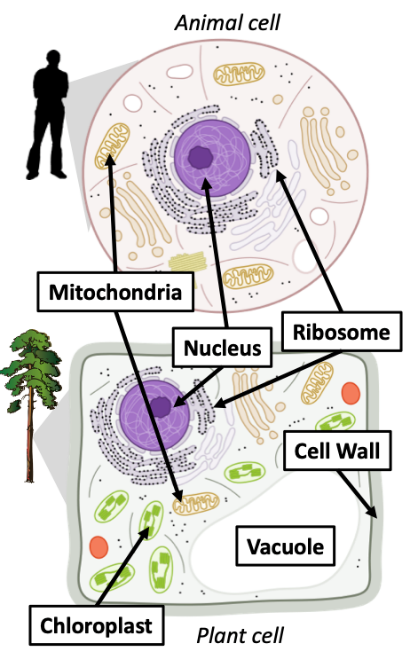 Animal cell
Mitochondria
Nucleus
Ribosome
Cell Wall
Vacuole
Chloroplast
Plant cell